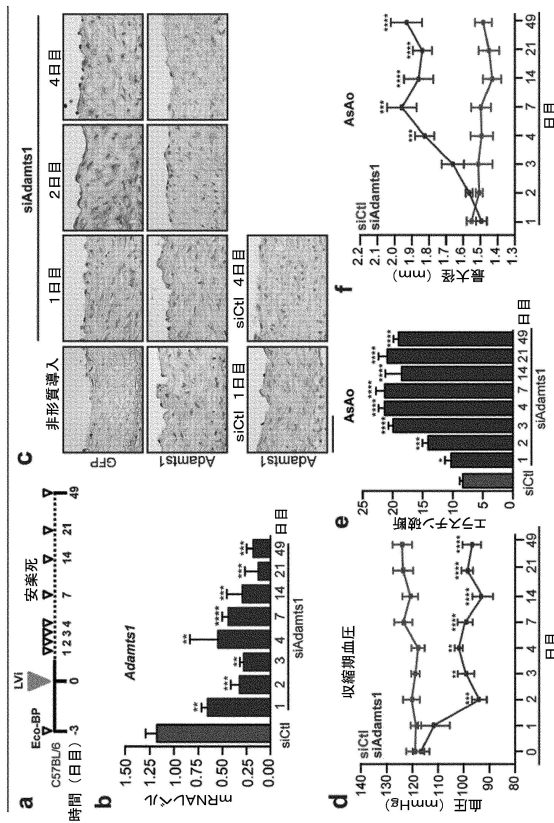 a
Eco-BP
LVi
安楽死
C57BL/6
-3 0 1 2 3 4 7 14 21 49
時間（日目）
b
Adamts1
mRNAレベル
1.50
1.25
1.00
0.75
0.50
0.25
0.00
** *** ** ** **** *** *** ***
siCtl 1 2 3 4 7 14 21 49 日目
siAdamts1
c
siAdamts1
非形質導入 1日目 2日目 4日目
GFP
Adamts1
siCtl 1日目 siCtl 4日目
Adamts1
d
収縮期血圧
siCtl
siAdamts1
血圧
(mmHg)
140
120
100
80
*** ** ** **** **** **** ****
0 1 2 3 4 7 14 21 49
日目
e
AsAo
エラスチン破断
25
20
15
10
5
0
* *** **** **** **** **** **** ****
siCtl 1 2 3 4 7 14 21 49 日目
siAdamts1
f
AsAo
siCtl
siAdamts1
最大径（mm）
2.2
2.1
2.0
1.9
1.8
1.7
1.6
1.5
1.4
1.3
*** *** **** **** ****
1 2 3 4 7 14 21 49
日目